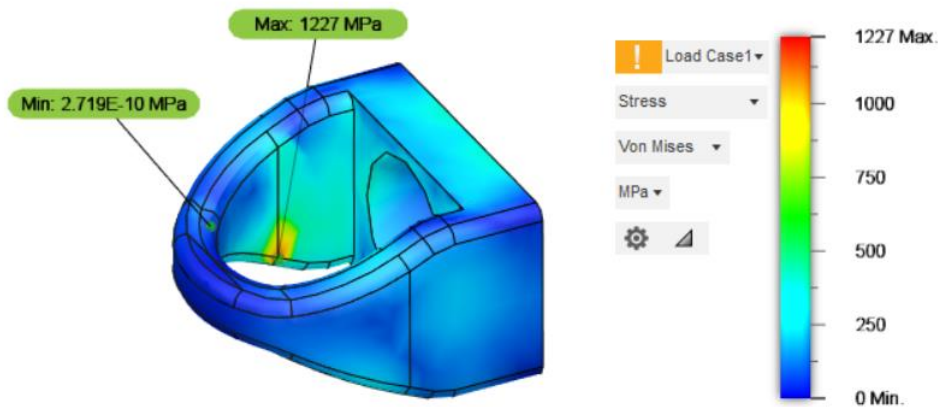 Max: 1227 MPa
Min: 2.719E-10 MPa
! Load Case1
Stress
Von Mises
MPa
1227 Max.
1000
750
500
250
0 Min.